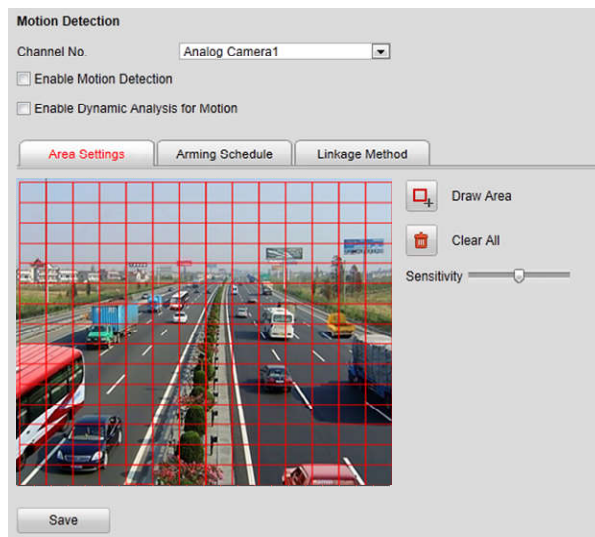 Motion Detection
Channel No. Analog Camera1
Enable Motion Detection
Enable Dynamic Analysis for Motion
Area Settings Arming Schedule Linkage Method
Draw Area
Clear All
Sensitivity
Save